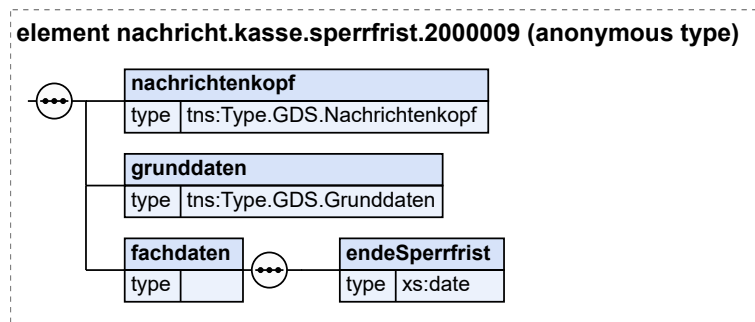 element nachricht.kasse.sperrfrist.2000009 (anonymous type)
nachrichtenkopf
type tns:Type.GDS.Nachrichtenkopf
grunddaten
type tns:Type.GDS.Grunddaten
fachdaten
type
endeSperrfrist
type xs:date